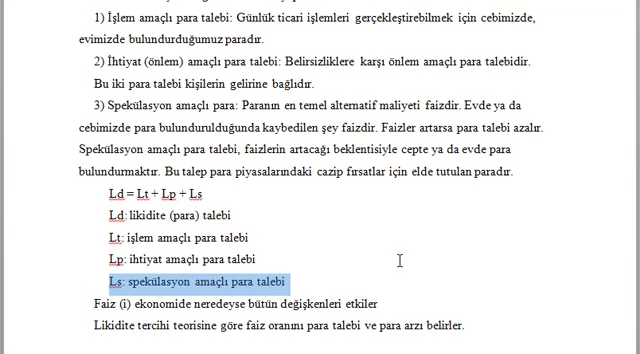 1) İşlem amaçlı para talebi: Günlük ticari işlemleri gerçekleştirebilmek için cebimizde,
evimizde bulundurduğumuz paradır.
2) İhtiyat (önlem) amaçlı para talebi: Belirsizliklere karşı önlem amaçlı para talebidir.
Bu iki para talebi kişilerin gelirine bağlıdır.
3) Spekülasyon amaçlı para: Paranın en temel alternatif maliyeti faizdir. Evde ya da
cebimizde para bulundurulduğunda kaybedilen şey faizdir. Faizler artarsa para talebi azalır.
Spekülasyon amaçlı para talebi, faizlerin artacağı beklentisiyle cepte ya da evde para
bulundurmaktır. Bu talep para piyasalarındaki cazip fırsatlar için elde tutulan paradır.
Ld = Lt + Lp + Ls
Ld: likidite (para) talebi
Lt: işlem amaçlı para talebi
Lp: ihtiyat amaçlı para talebi
Ls: spekülasyon amaçlı para talebi
Faiz (i) ekonomide neredeyse bütün değişkenleri etkiler
Likidite tercihi teorisine göre faiz oranını para talebi ve para arzı belirler.